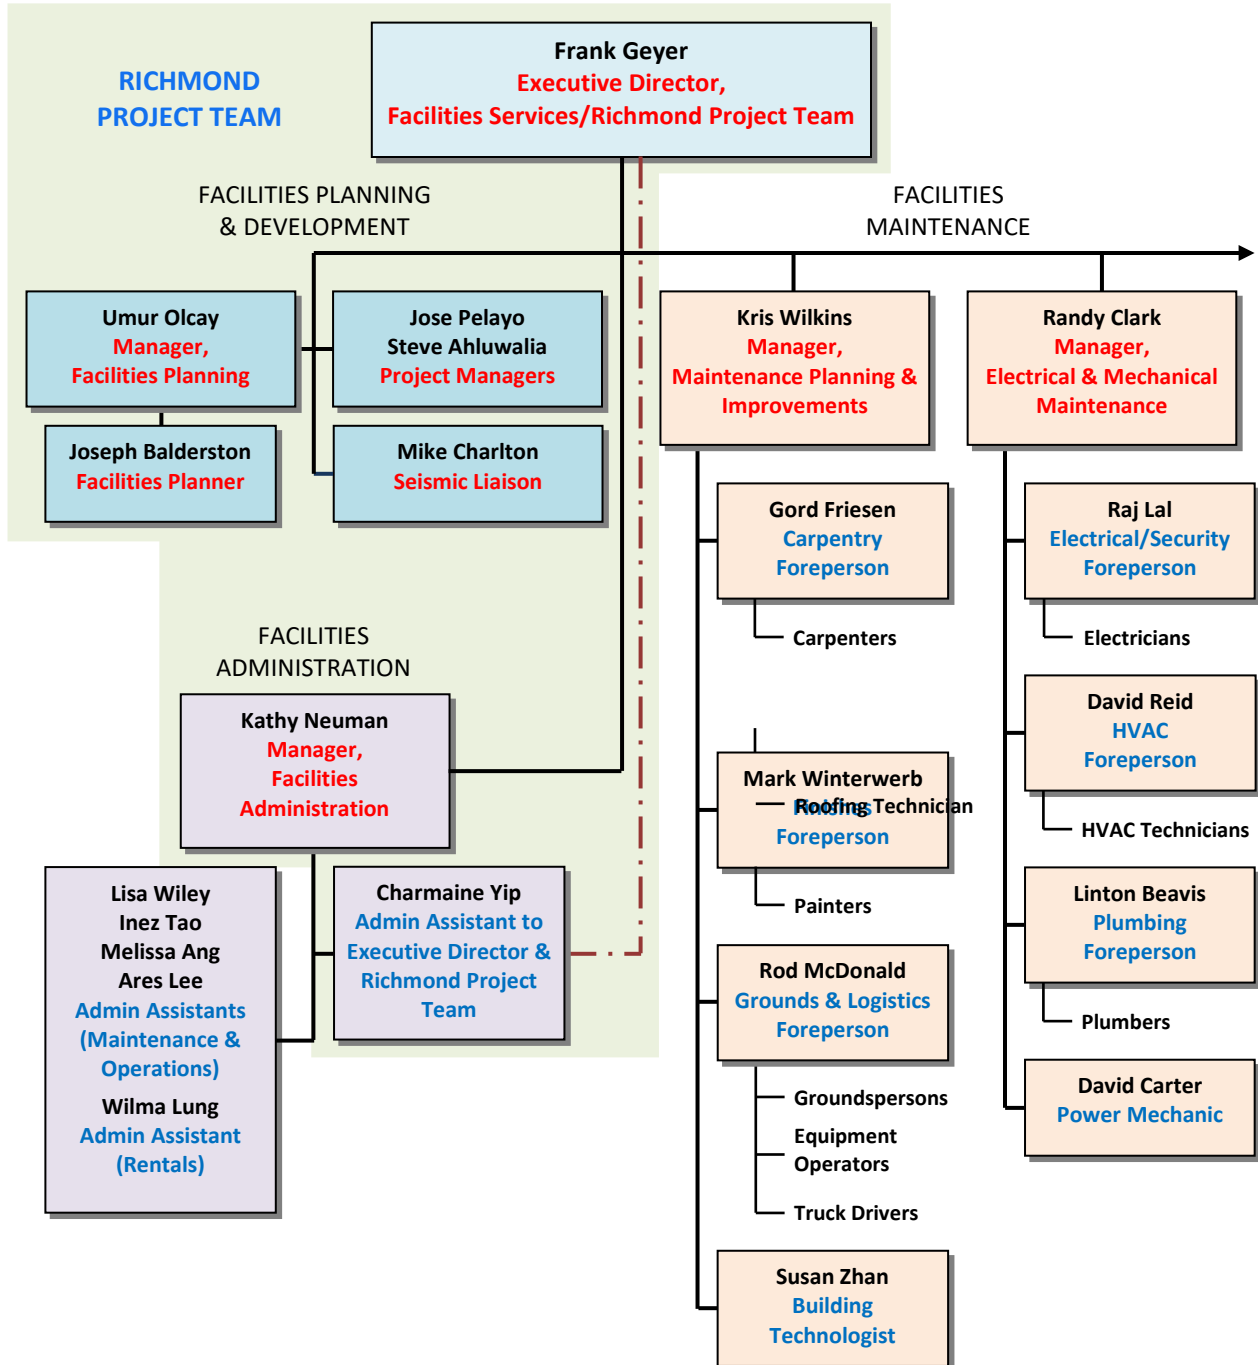 Frank Geyer
Executive Director,
Facilities Services/Richmond Project Team
RICHMOND
PROJECT TEAM
FACILITIES PLANNING
& DEVELOPMENT
FACILITIES
MAINTENANCE
Umur Olcay
Manager,
Facilities Planning
Jose Pelayo
Steve Ahluwalia
Project Managers
Joseph Balderston
Facilities Planner
Mike Charlton
Seismic Liaison
Kris Wilkins
Manager,
Maintenance Planning &
Improvements
Randy Clark
Manager,
Electrical & Mechanical
Maintenance
FACILITIES
ADMINISTRATION
Kathy Neuman
Manager,
Facilities
Administration
Lisa Wiley
Inez Tao
Melissa Ang
Ares Lee
Admin Assistants
(Maintenance &
Operations)
Wilma Lung
Admin Assistant
(Rentals)
Charmaine Yip
Admin Assistant to
Executive Director &
Richmond Project
Team
Gord Friesen
Carpentry
Foreperson
Carpenters
Mark Winterwerb
Finishes
Foreperson
Roofing Technician
Painters
Rod McDonald
Grounds & Logistics
Foreperson
Groundspersons
Equipment
Operators
Truck Drivers
Susan Zhan
Building
Technologist
Raj Lal
Electrical/Security
Foreperson
Electricians
David Reid
HVAC
Foreperson
HVAC Technicians
Linton Beavis
Plumbing
Foreperson
Plumbers
David Carter
Power Mechanic